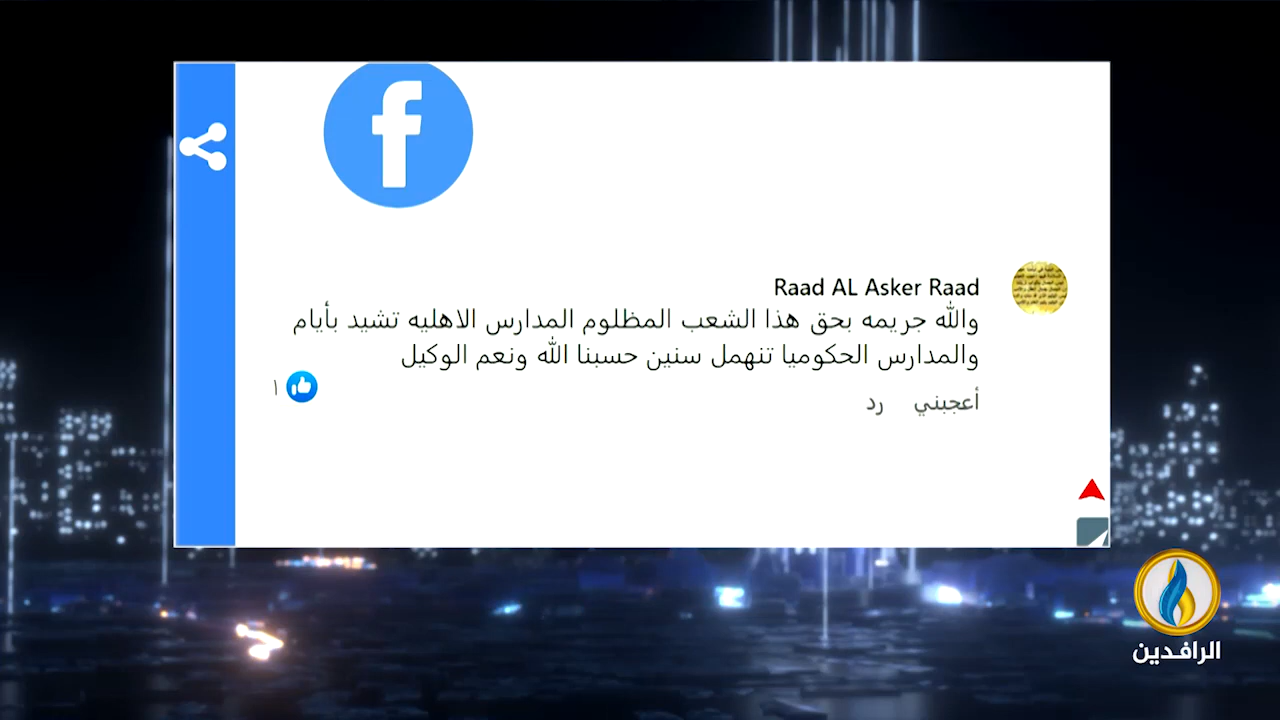 f
Raad AL Asker Raad
والله جريمه بحق هذا الشعب المظلوم المدارس الاهليه تشيد بأيام
والمدارس الحكوميا تنهمل سنين حسبنا الله ونعم الوكيل
١
أعجبني رد
الرافدين